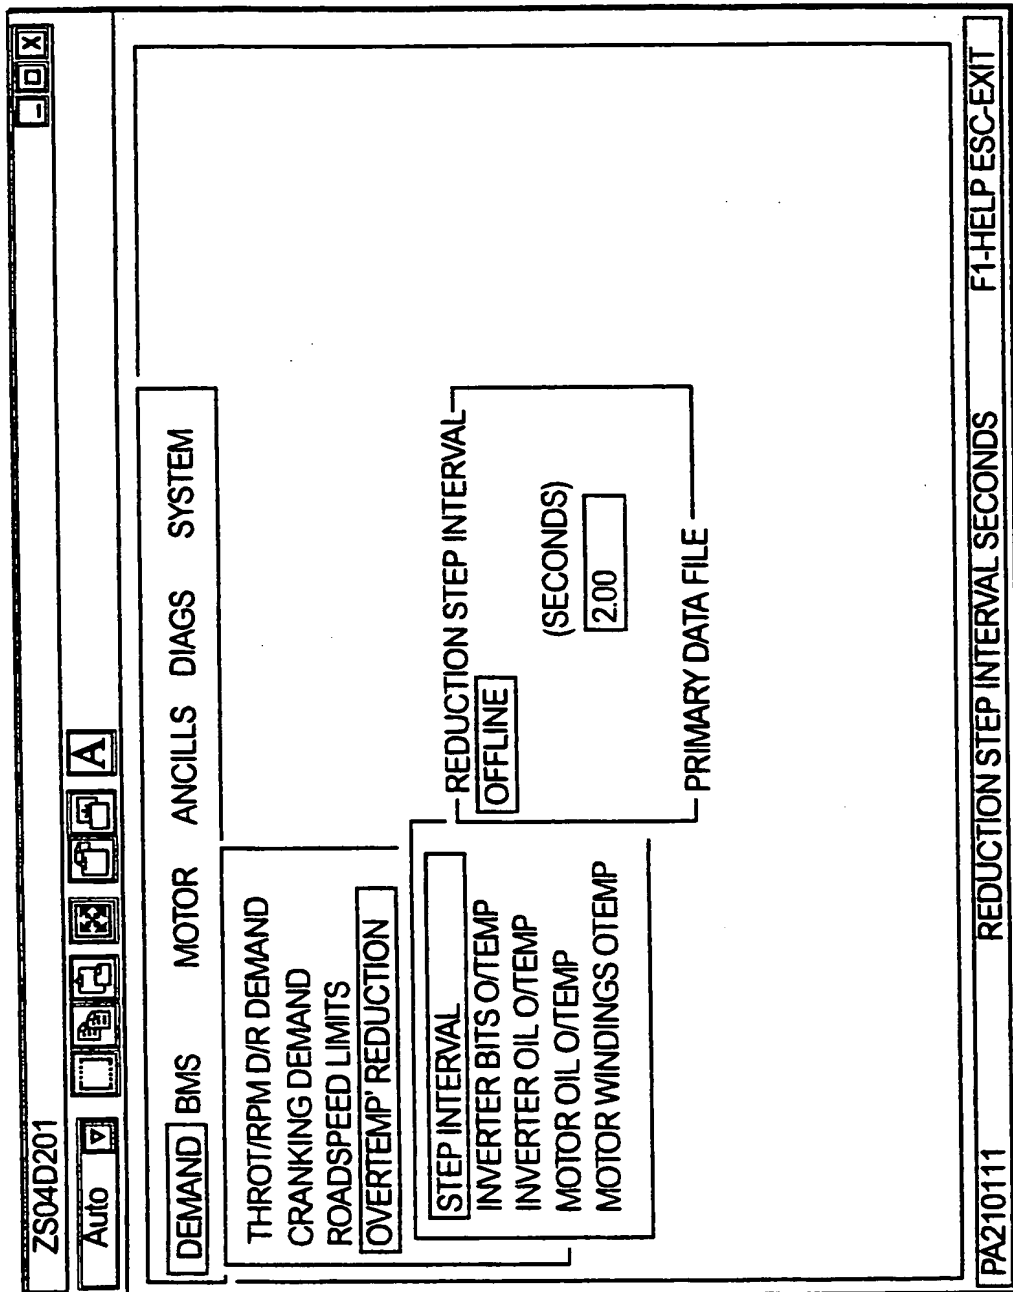 ZS04D201
Auto
A
DEMAND BMS MOTOR ANCILLS DIAGS SYSTEM
THROT/RPM D/R DEMAND
CRANKING DEMAND
ROADSPEED LIMITS
OVERTEMP' REDUCTION
STEP INTERVAL
INVERTER BITS O/TEMP
INVERTER OIL O/TEMP
MOTOR OIL O/TEMP
MOTOR WINDINGS OTEMP
REDUCTION STEP INTERVAL
OFFLINE
(SECONDS)
2.00
PRIMARY DATA FILE
PA210111 REDUCTION STEP INTERVAL SECONDS F1-HELP ESC-EXIT